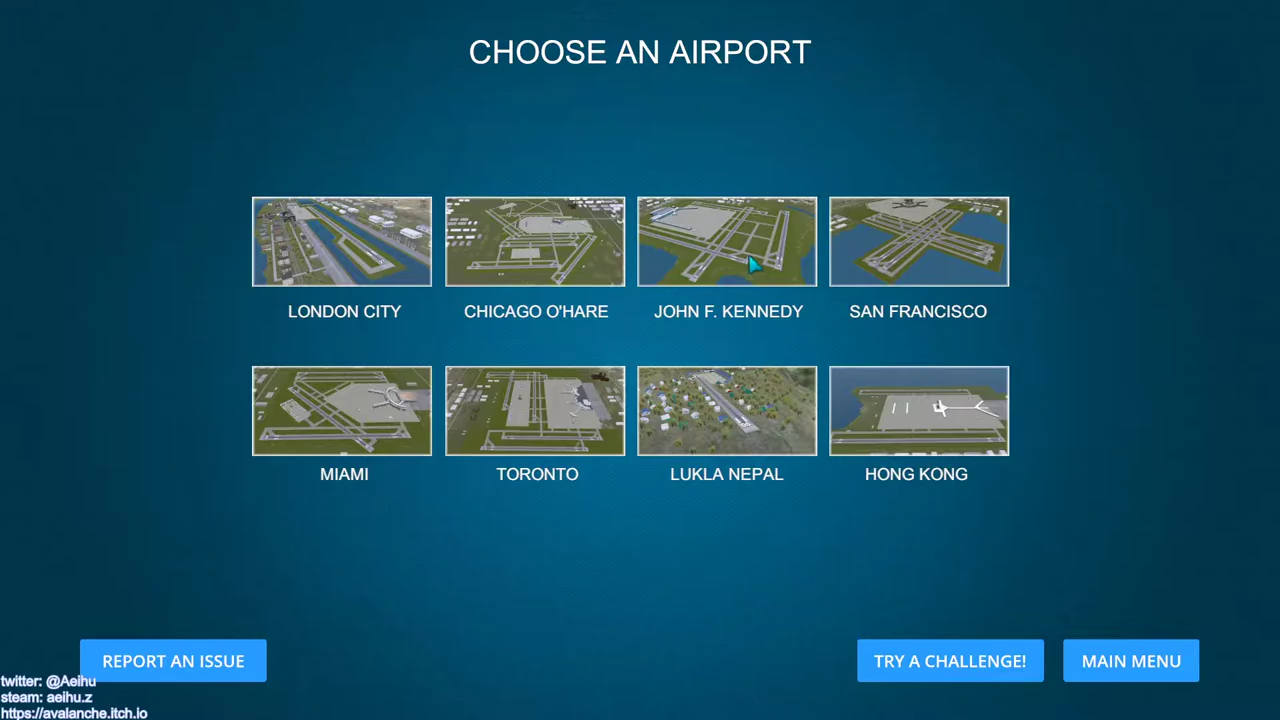 CHOOSE AN AIRPORT
LONDON CITY
CHICAGO O'HARE
JOHN F. KENNEDY
SAN FRANCISCO
MIAMI
TORONTO
LUKLA NEPAL
HONG KONG
REPORT AN ISSUE
TRY A CHALLENGE!
MAIN MENU
twitter: @Aeihu
steam: aeihu.z
https://avalanche.itch.io